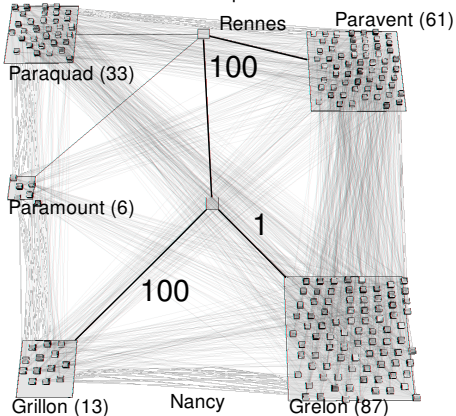 Rennes
Paravent (61)
100
Paraquad (33)
Paramount (6)
1
100
Grillon (13)
Nancy
Grelon (87)